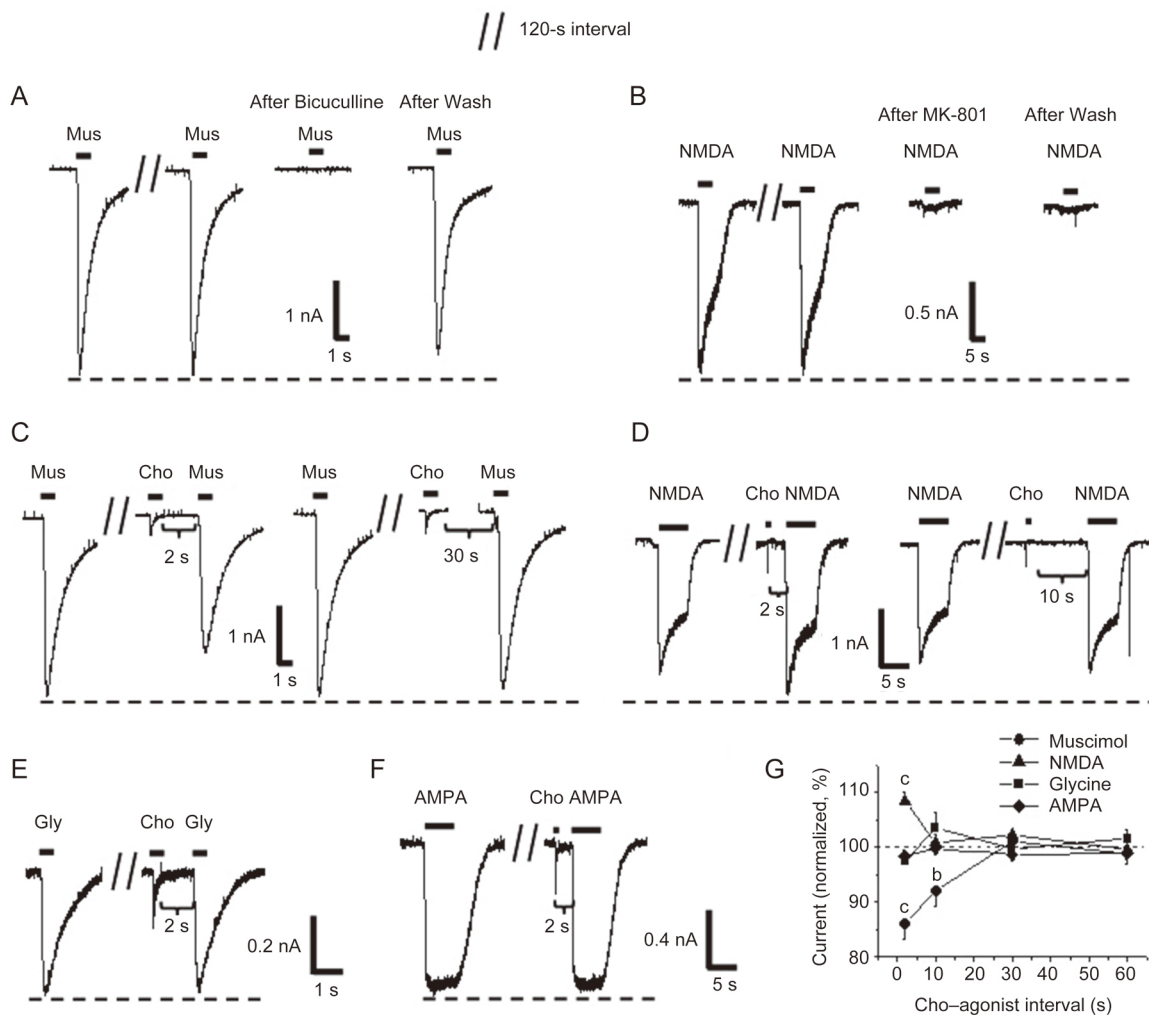 120-s interval
A
After Bicuculline After Wash
Mus Mus Mus Mus
1 nA
1 s
B
After MK-801 After Wash
NMDA NMDA NMDA NMDA
0.5 nA
5 s
C
Mus Cho Mus Mus Cho Mus
2 s 30 s
1 nA
1 s
D
NMDA Cho NMDA NMDA Cho NMDA
2 s 10 s
1 nA
5 s
E
Gly Cho Gly
2 s
0.2 nA
1 s
F
AMPA Cho AMPA
2 s
0.4 nA
5 s
G
Muscimol
NMDA
Glycine
AMPA
Current (normalized, %)
110
100
90
80
c
b
c
0 10 20 30 40 50 60
Cho–agonist interval (s)